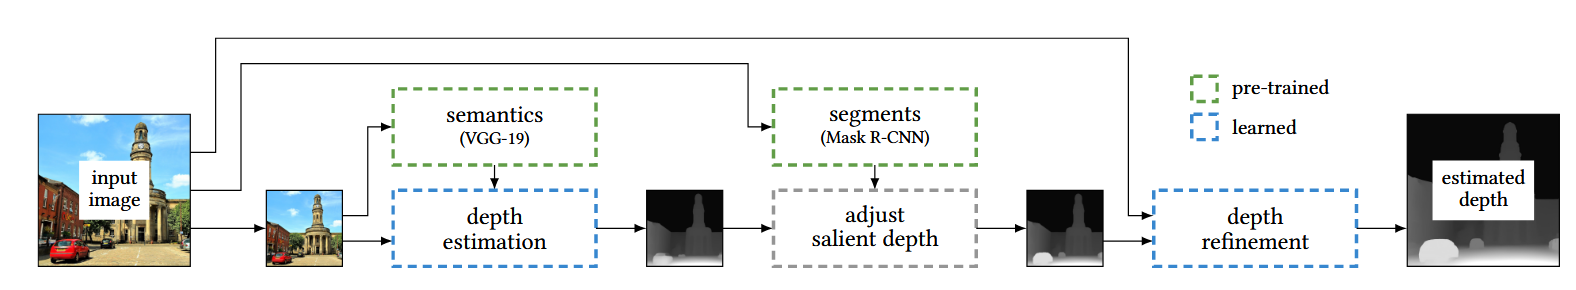 input
image
semantics
(VGG-19)
depth
estimation
segments
(Mask R-CNN)
adjust
salient depth
pre-trained
learned
depth
refinement
estimated
depth